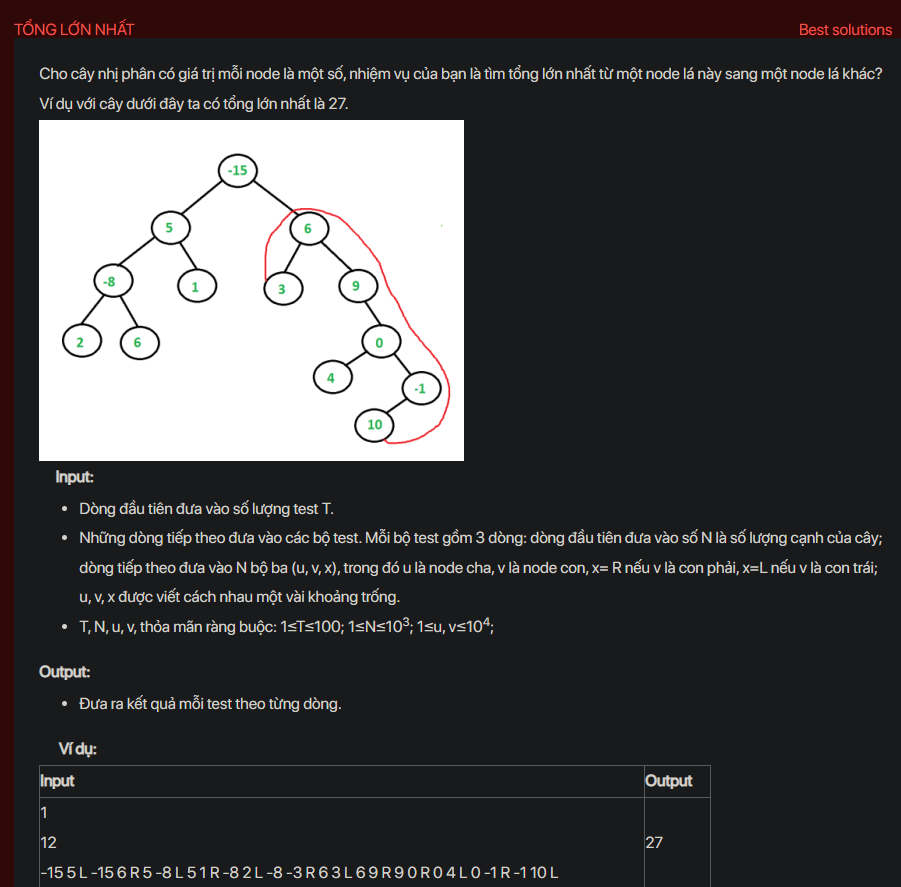 TỔNG LỚN NHẤT
Best solutions
Cho cây nhị phân có giá trị mỗi node là một số, nhiệm vụ của bạn là tìm tổng lớn nhất từ một node lá này sang một node lá khác?
Ví dụ với cây dưới đây ta có tổng lớn nhất là 27.
-15
5
6
-8
1
3
9
2
6
0
4
-1
10
Input:
• Dòng đầu tiên đưa vào số lượng test T.
• Những dòng tiếp theo đưa vào các bộ test. Mỗi bộ test gồm 3 dòng: dòng đầu tiên đưa vào số N là số lượng cạnh của cây;
dòng tiếp theo đưa vào N bộ ba (u, v, x), trong đó u là node cha, v là node con, x= R nếu v là con phải, x=L nếu v là con trái;
u, v, x được viết cách nhau một vài khoảng trống.
• T, N, u, v, thỏa mãn ràng buộc: 1≤T≤100; 1≤N≤10³; 1≤u, v≤10⁴;
Output:
• Đưa ra kết quả mỗi test theo từng dòng.
Ví dụ:
Input
Output
1
12
27
-15 5 L -15 6 R 5 -8 L 5 1 R -8 2 L -8 -3 R 6 3 L 6 9 R 9 0 R 0 4 L 0 -1 R -1 10 L